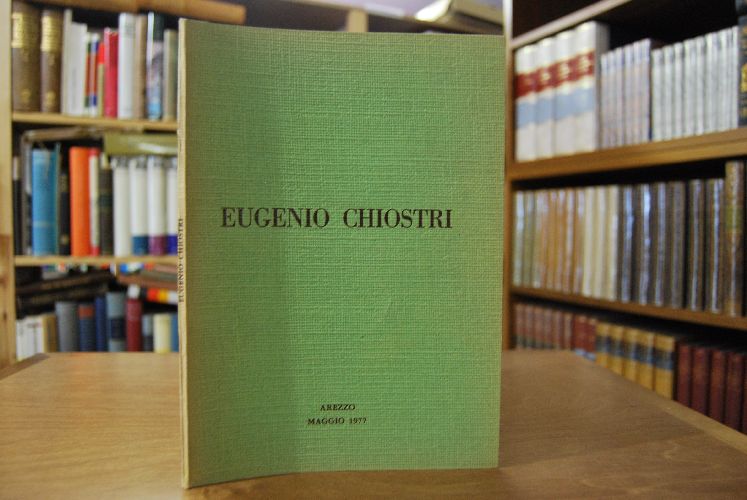 EUGENIO CHIOSTRI
AREZZO
MAGGIO 1977
EUGENIO CHIOSTRI